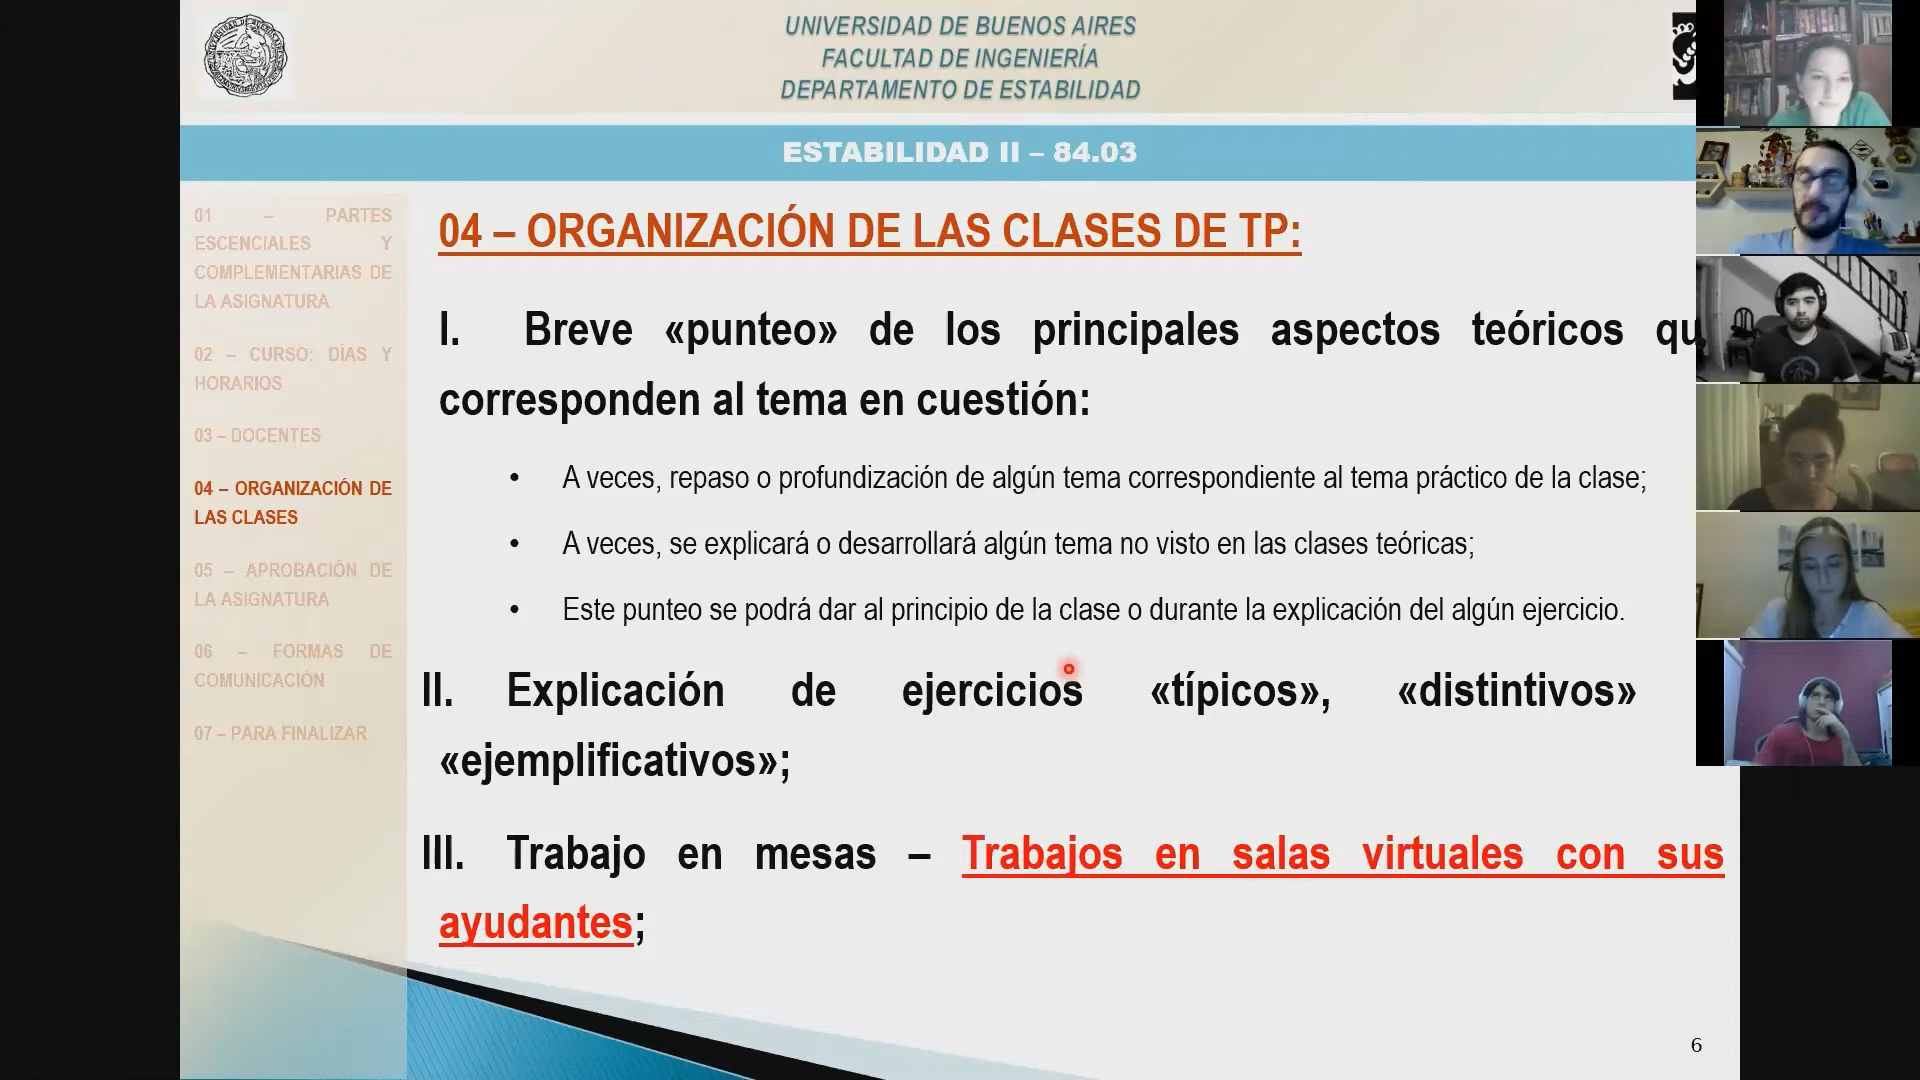 UNIVERSIDAD DE BUENOS AIRES
FACULTAD DE INGENIERÍA
DEPARTAMENTO DE ESTABILIDAD
ESTABILIDAD II – 84.03
01 – PARTES
ESCENCIALES Y
COMPLEMENTARIAS DE
LA ASIGNATURA
02 – CURSO: DÍAS Y
HORARIOS
03 – DOCENTES
04 – ORGANIZACIÓN DE
LAS CLASES
05 – APROBACIÓN DE
LA ASIGNATURA
06 – FORMAS DE
COMUNICACIÓN
07 – PARA FINALIZAR
04 – ORGANIZACIÓN DE LAS CLASES DE TP:
I. Breve «punteo» de los principales aspectos teóricos qu
corresponden al tema en cuestión:
• A veces, repaso o profundización de algún tema correspondiente al tema práctico de la clase;
• A veces, se explicará o desarrollará algún tema no visto en las clases teóricas;
• Este punteo se podrá dar al principio de la clase o durante la explicación del algún ejercicio.
II. Explicación de ejercicios «típicos», «distintivos»
«ejemplificativos»;
III. Trabajo en mesas – Trabajos en salas virtuales con sus
ayudantes;
6